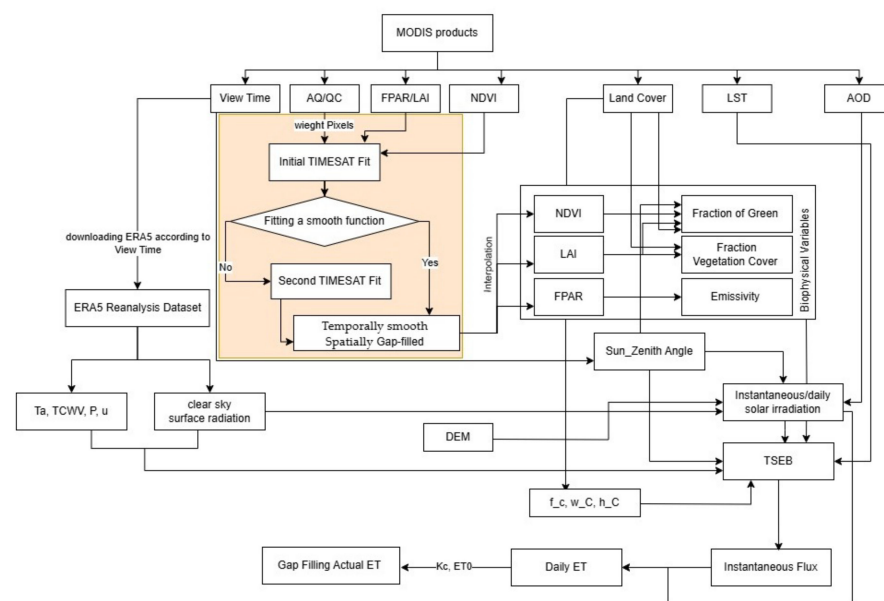 MODIS products
View Time
AQ/QC
FPAR/LAI
NDVI
Land Cover
LST
AOD
wieght Pixels
Initial TIMESAT Fit
Fitting a smooth function
No
Yes
Second TIMESAT Fit
Temporally smooth
Spatially Gap-filled
Interpolation
NDVI
LAI
FPAR
Fraction of Green
Fraction
Vegetation Cover
Emissivity
Biophysical Variables
downloading ERA5 according to
View Time
ERA5 Reanalysis Dataset
Ta, TCWV, P, u
clear sky
surface radiation
Sun_Zenith Angle
Instantaneous/daily
solar irradiation
DEM
TSEB
f_c, w_C, h_C
Gap Filling Actual ET
Kc, ET0
Daily ET
Instantaneous Flux